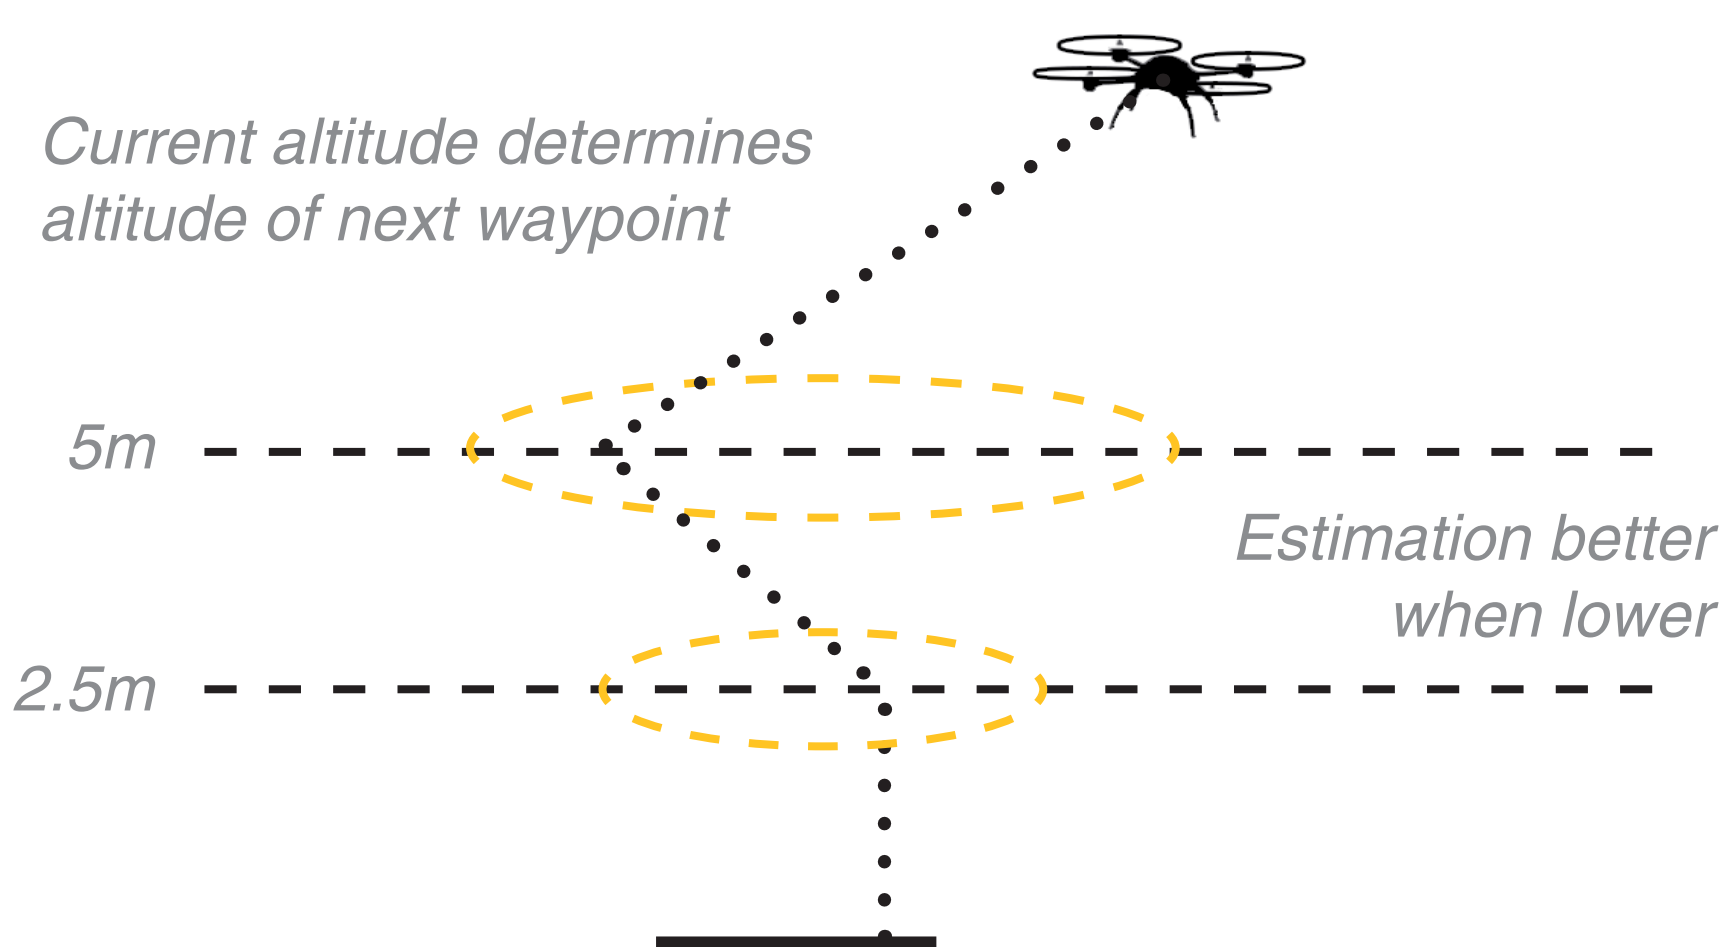 Current altitude determines
altitude of next waypoint
5m
Estimation better
when lower
2.5m